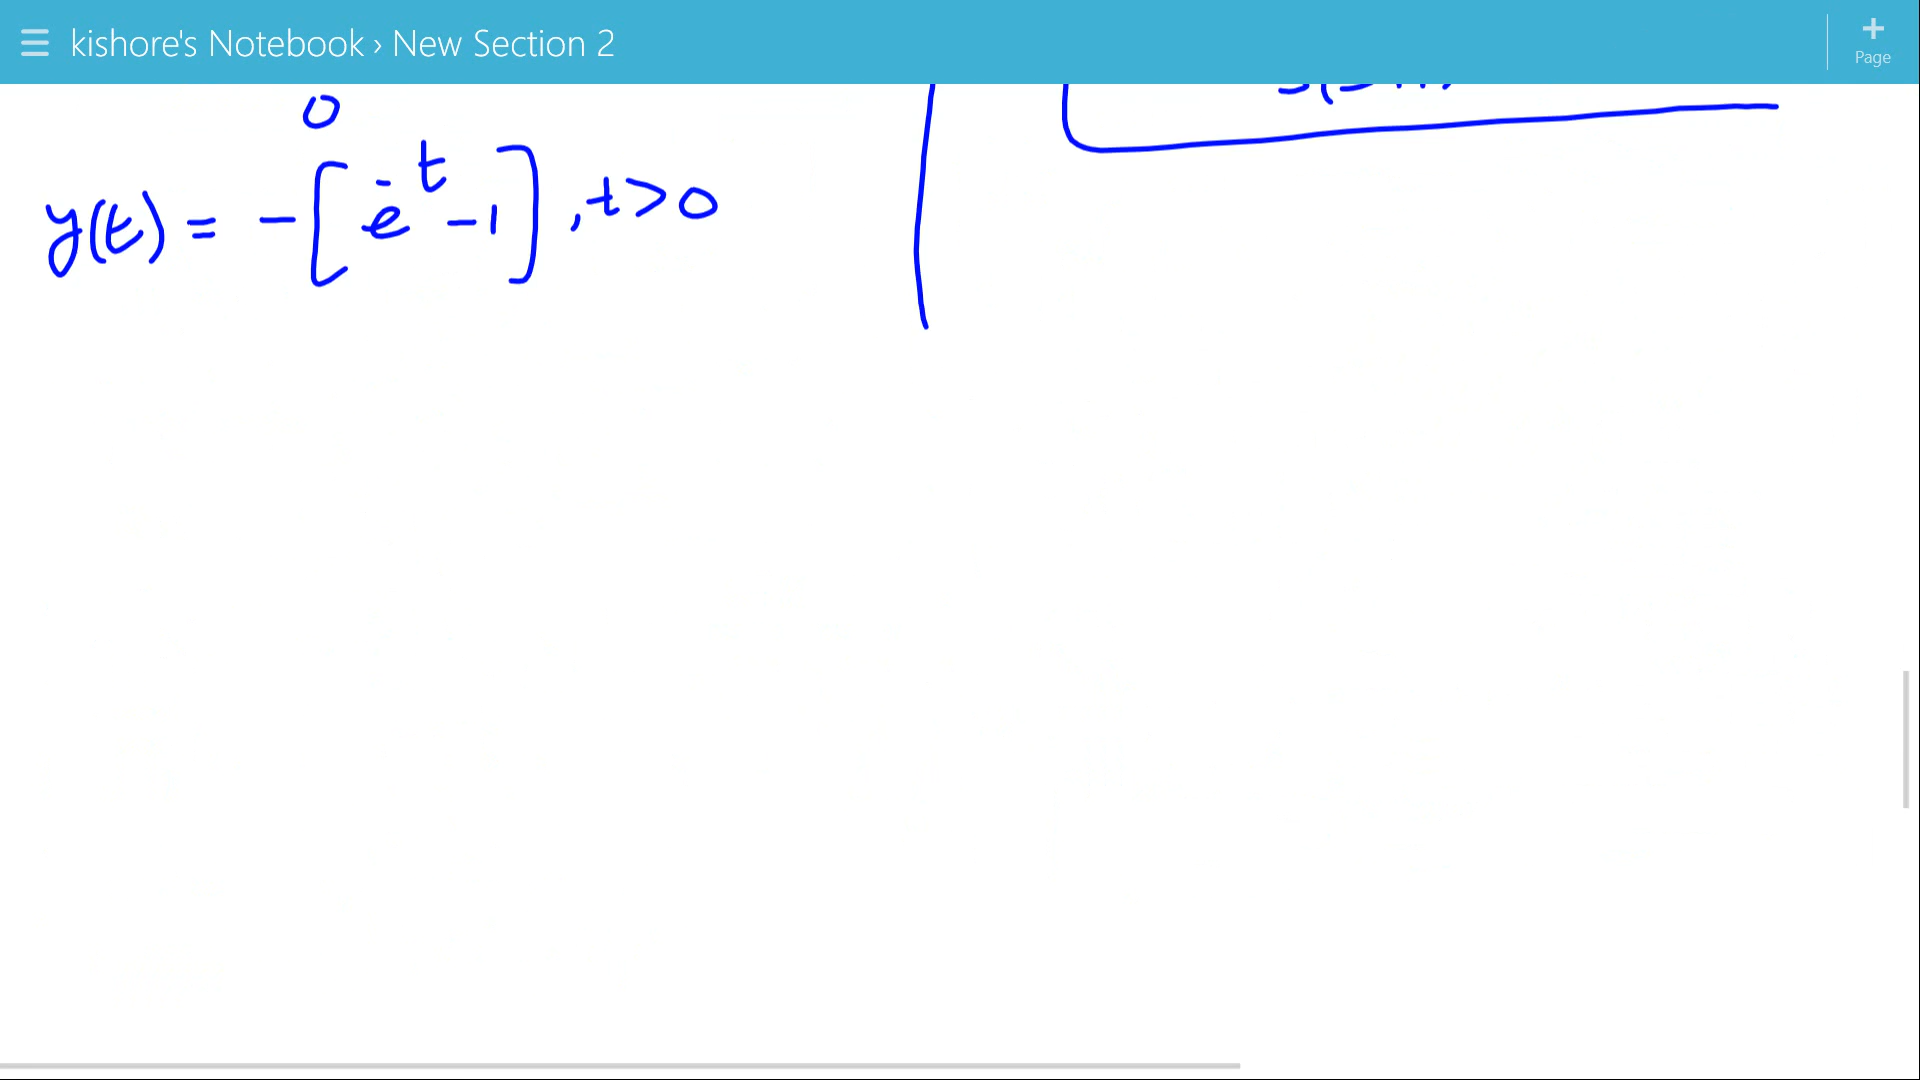 kishore's Notebook › New Section 2
Page
0
y(t) = -[e^-t - 1], t>0